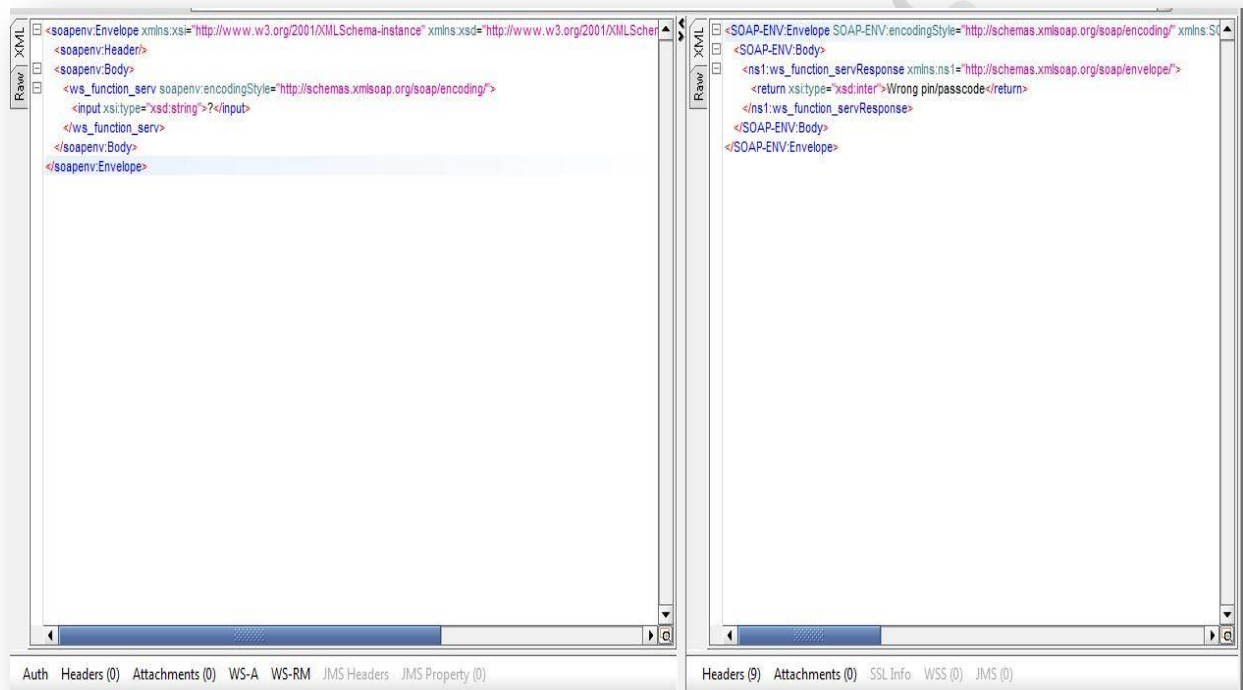 XML
Raw
<soapenv:Envelope xmlns:xsi="http://www.w3.org/2001/XMLSchema-instance" xmlns:xsd="http://www.w3.org/2001/XMLScher
<soapenv:Header/>
<soapenv:Body>
<ws_function_serv soapenv:encodingStyle="http://schemas.xmlsoap.org/soap/encoding/">
<input xsi:type="xsd:string">?</input>
</ws_function_serv>
</soapenv:Body>
</soapenv:Envelope>
Auth Headers (0) Attachments (0) WS-A WS-RM JMS Headers JMS Property (0)
XML
Raw
<SOAP-ENV:Envelope SOAP-ENV:encodingStyle="http://schemas.xmlsoap.org/soap/encoding/" xmlns:SO
<SOAP-ENV:Body>
<ns1:ws_function_servResponse xmlns:ns1="http://schemas.xmlsoap.org/soap/envelope/">
<return xsi:type="xsd:inter">Wrong pin/passcode</return>
</ns1:ws_function_servResponse>
</SOAP-ENV:Body>
</SOAP-ENV:Envelope>
Headers (9) Attachments (0) SSL Info WSS (0) JMS (0)